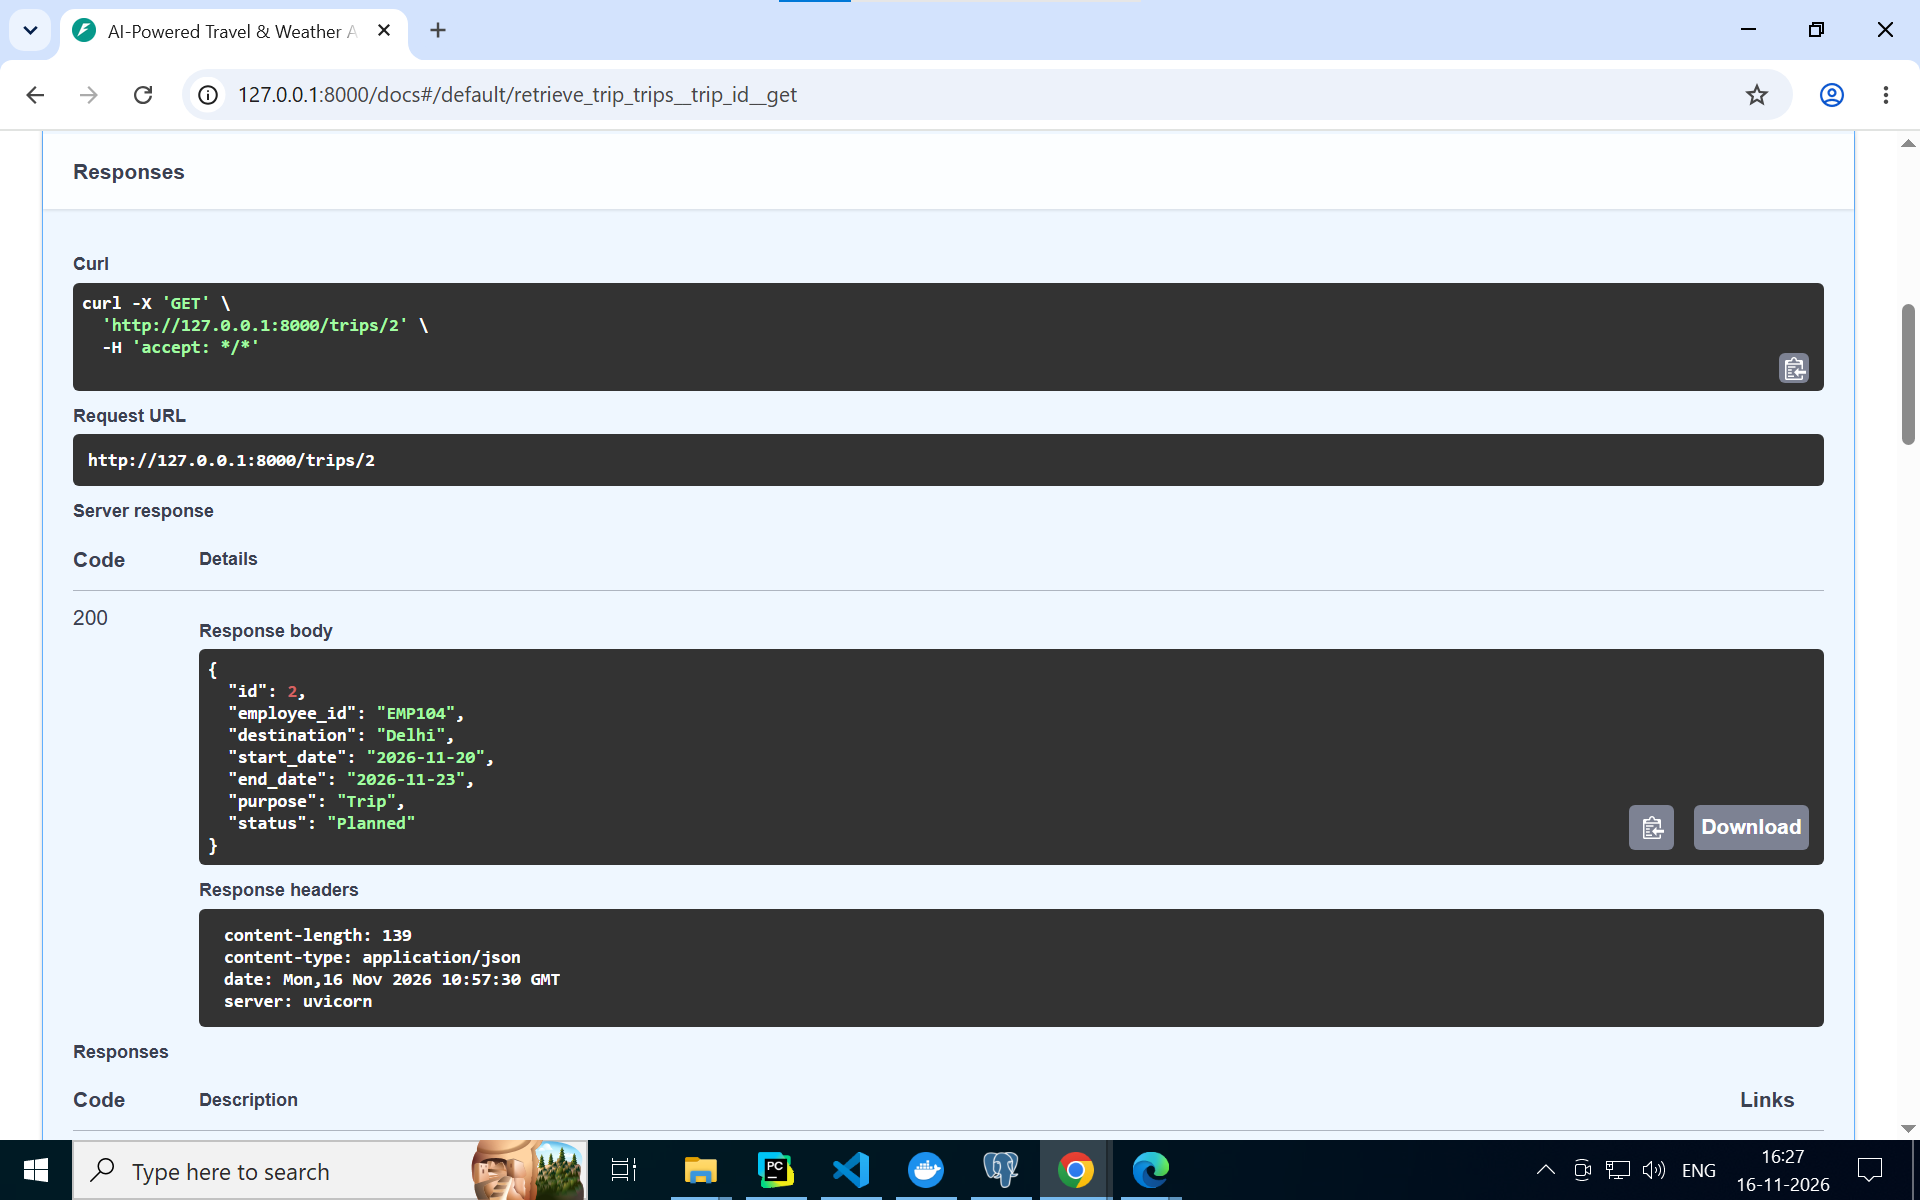 AI-Powered Travel & Weather A
127.0.0.1:8000/docs#/default/retrieve_trip_trips__trip_id__get
Responses
Curl
curl -X 'GET' \
'http://127.0.0.1:8000/trips/2' \
-H 'accept: */*'
Request URL
http://127.0.0.1:8000/trips/2
Server response
Code Details
200
Response body
{
"id": 2,
"employee_id": "EMP104",
"destination": "Delhi",
"start_date": "2026-11-20",
"end_date": "2026-11-23",
"purpose": "Trip",
"status": "Planned"
}
Download
Response headers
content-length: 139
content-type: application/json
date: Mon,16 Nov 2026 10:57:30 GMT
server: uvicorn
Responses
Code Description Links
Type here to search
PC
ENG
16:27
16-11-2026